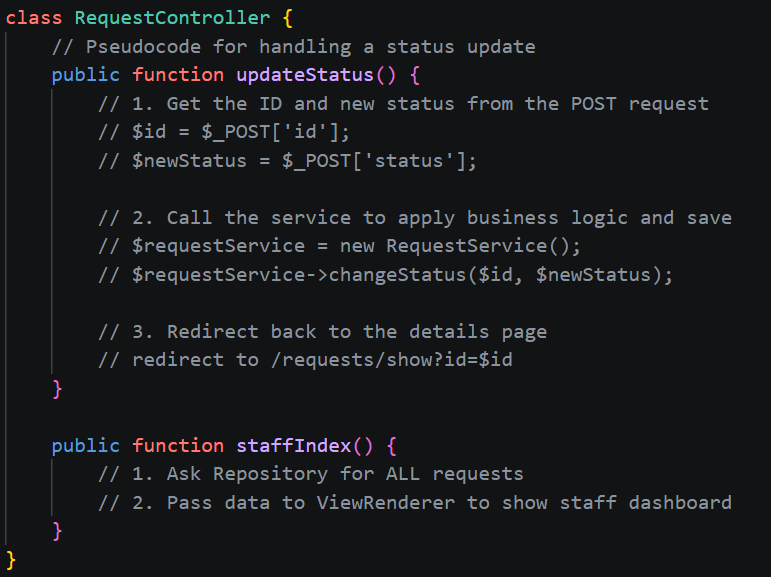 class RequestController {
    // Pseudocode for handling a status update
    public function updateStatus() {
        // 1. Get the ID and new status from the POST request
        // $id = $_POST['id'];
        // $newStatus = $_POST['status'];

        // 2. Call the service to apply business logic and save
        // $requestService = new RequestService();
        // $requestService->changeStatus($id, $newStatus);

        // 3. Redirect back to the details page
        // redirect to /requests/show?id=$id
    }

    public function staffIndex() {
        // 1. Ask Repository for ALL requests
        // 2. Pass data to ViewRenderer to show staff dashboard
    }
}